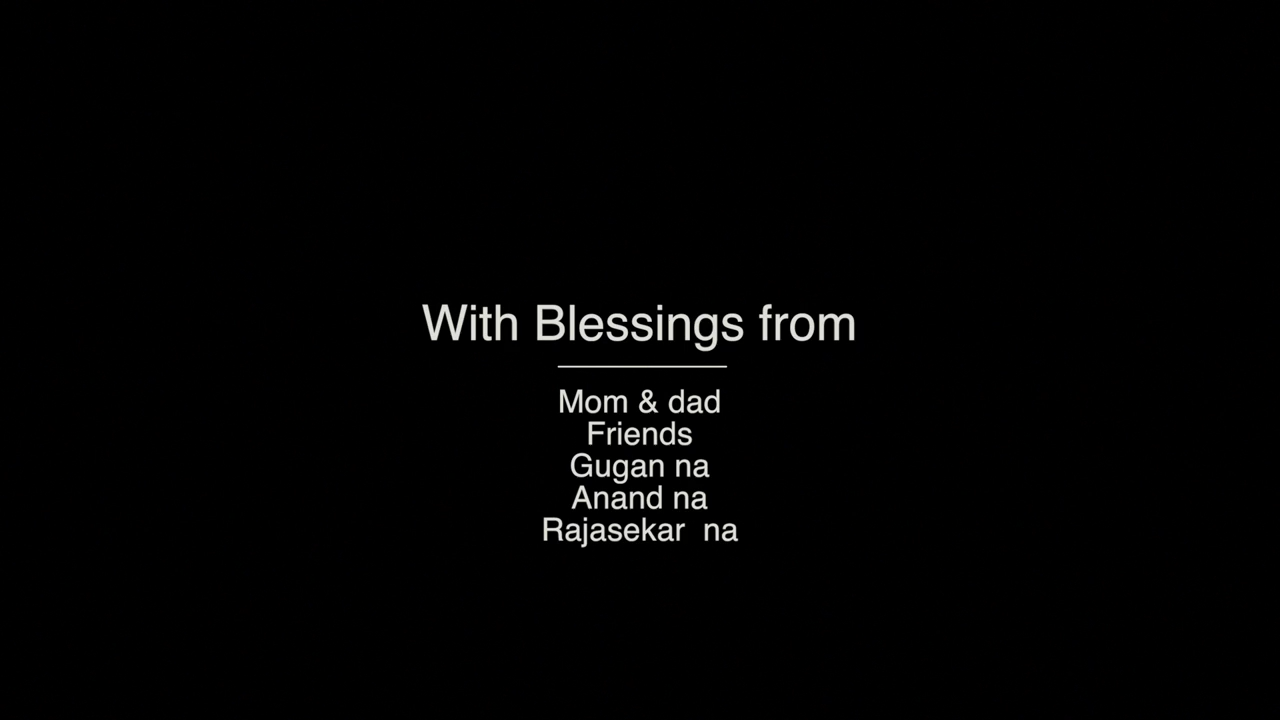 With Blessings from
Mom & dad
Friends
Gugan na
Anand na
Rajasekar  na